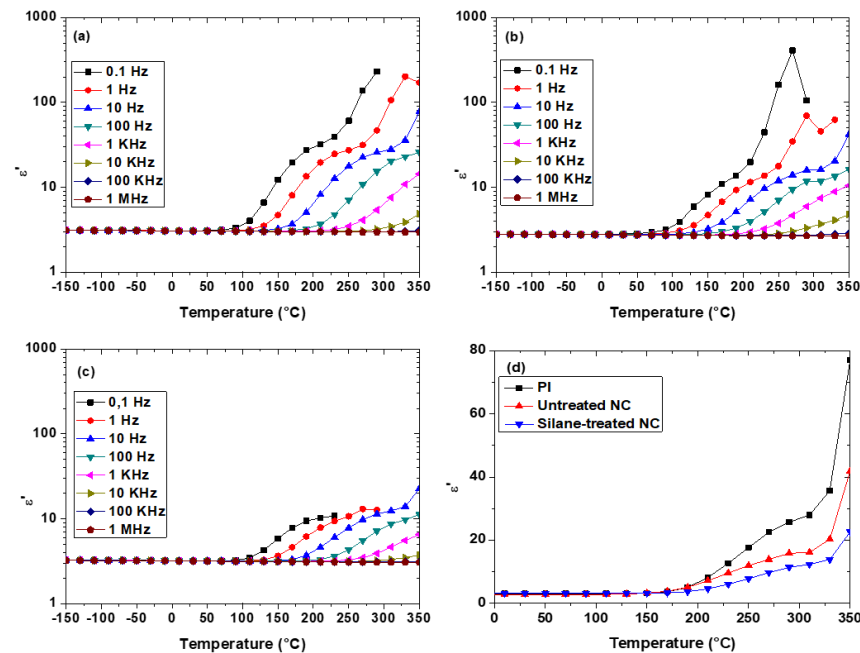 (a)
0.1 Hz
1 Hz
10 Hz
100 Hz
1 KHz
10 KHz
100 KHz
1 MHz
1000
100
10
1
ε'
-150 -100 -50 0 50 100 150 200 250 300 350
Temperature (°C)
(b)
0.1 Hz
1 Hz
10 Hz
100 Hz
1 KHz
10 KHz
100 KHz
1 MHz
1000
100
10
1
ε'
-150 -100 -50 0 50 100 150 200 250 300 350
Temperature (°C)
(c)
0,1 Hz
1 Hz
10 Hz
100 Hz
1 KHz
10 KHz
100 KHz
1 MHz
1000
100
10
1
ε'
-150 -100 -50 0 50 100 150 200 250 300 350
Temperature (°C)
(d)
PI
Untreated NC
Silane-treated NC
80
60
40
20
0
ε'
0 50 100 150 200 250 300 350
Temperature (°C)